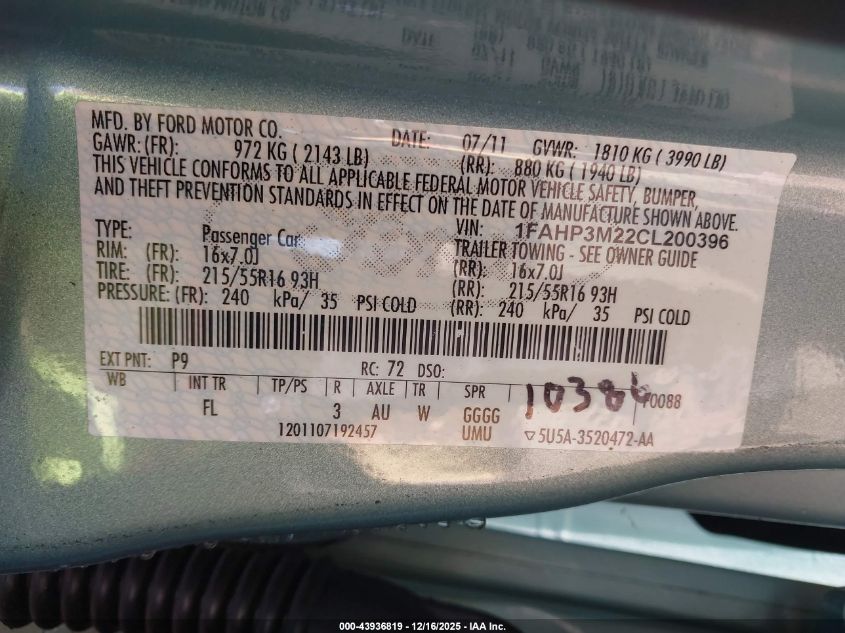 MFD. BY FORD MOTOR CO. DATE: 07/11 GVWR: 1810 KG ( 3990 LB)
GAWR: (FR): 972 KG ( 2143 LB) (RR): 880 KG ( 1940 LB)
THIS VEHICLE CONFORMS TO ALL APPLICABLE FEDERAL MOTOR VEHICLE SAFETY, BUMPER,
AND THEFT PREVENTION STANDARDS IN EFFECT ON THE DATE OF MANUFACTURE SHOWN ABOVE.
VIN: 1FAHP3M22CL200396
TYPE: Passenger Car TRAILER TOWING - SEE OWNER GUIDE
RIM: (FR): 16x7.0J (RR): 16x7.0J
TIRE: (FR): 215/55R16 93H (RR): 215/55R16 93H
PRESSURE: (FR): 240 kPa/ 35 PSI COLD (RR): 240 kPa/ 35 PSI COLD
EXT PNT: P9 RC: 72 DSO:
WB INT TR TP/PS R AXLE TR SPR
FL 3 AU W GGGG 10386 70088
1201107192457 UMU ▽5U5A-3520472-AA
000-43936819 - 12/16/2025 - IAA Inc.